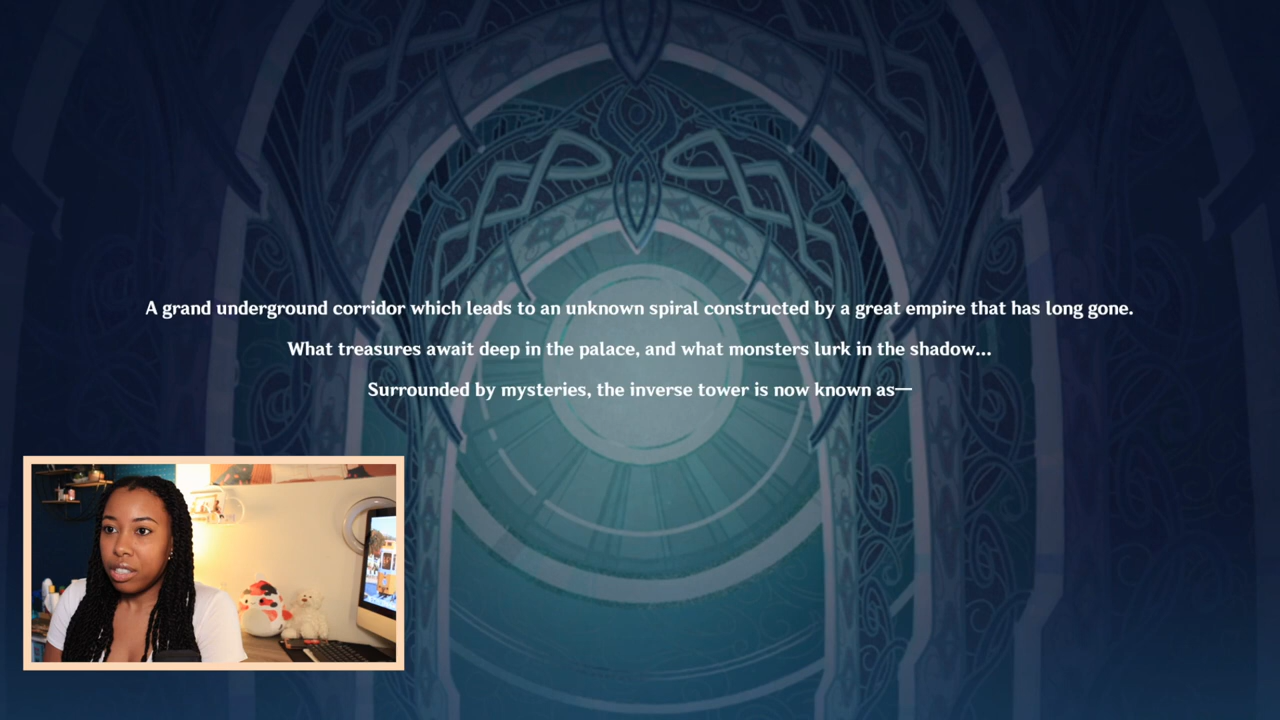 A grand underground corridor which leads to an unknown spiral constructed by a great empire that has long gone.
What treasures await deep in the palace, and what monsters lurk in the shadow...
Surrounded by mysteries, the inverse tower is now known as—